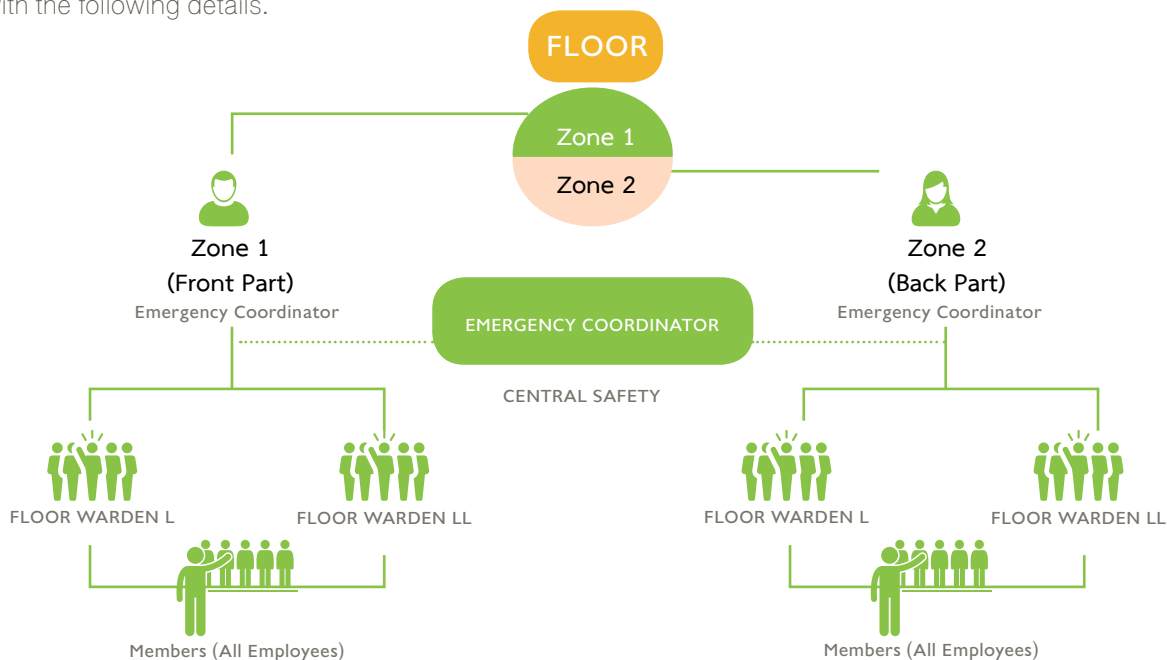 with the following details.
FLOOR
Zone 1
Zone 2
Zone 1
(Front Part)
Emergency Coordinator
Zone 2
(Back Part)
Emergency Coordinator
EMERGENCY COORDINATOR
CENTRAL SAFETY
FLOOR WARDEN L
FLOOR WARDEN LL
FLOOR WARDEN L
FLOOR WARDEN LL
Members (All Employees)
Members (All Employees)